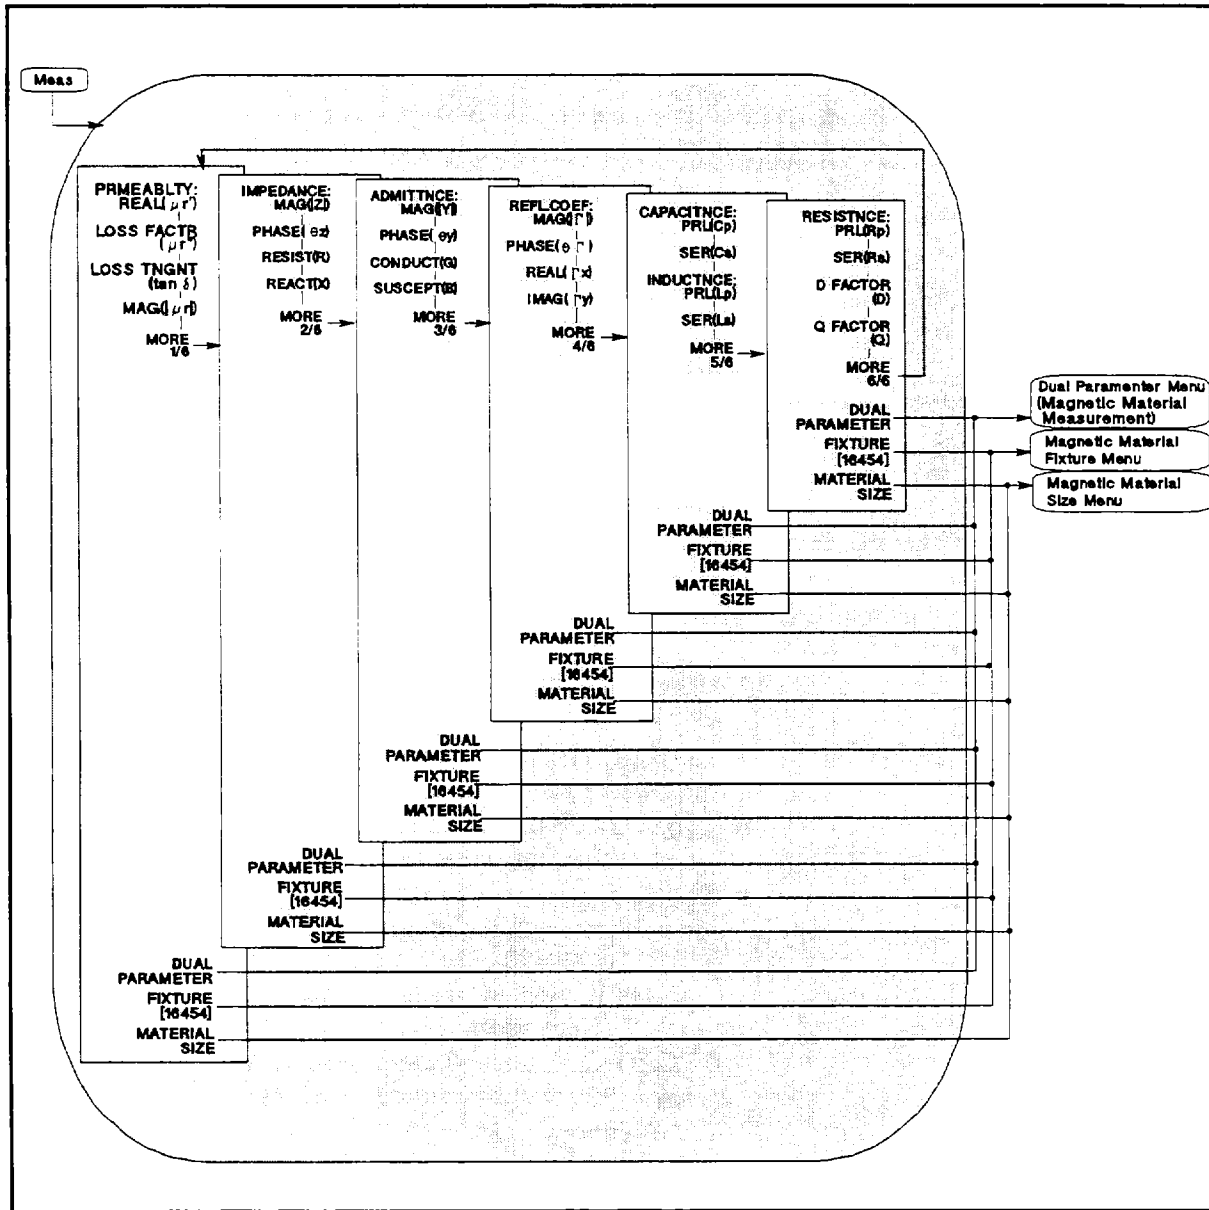 Meas
PRMEABLTY:
REAL( μr')
LOSS FACTR
( μr")
LOSS TNGNT
(tan δ)
MAG(|μr|)
MORE
1/6
IMPEDANCE:
MAG(|Z|)
PHASE( θz)
RESIST(R)
REACT(X)
MORE
2/6
ADMITTNCE:
MAG(|Y|)
PHASE( θy)
CONDUCT(G)
SUSCEPT(B)
MORE
3/6
REFL.COEF:
MAG(|Γ|)
PHASE( θ Γ )
REAL( Γx)
IMAG( Γy)
MORE
4/6
CAPACITNCE:
PRL(Cp)
SER(Cs)
INDUCTNCE:
PRL(Lp)
SER(Ls)
MORE
5/6
RESISTNCE:
PRL(Rp)
SER(Rs)
D FACTOR
(D)
Q FACTOR
(Q)
MORE
6/6
DUAL
PARAMETER
FIXTURE
[16454]
MATERIAL
SIZE
Dual Paramenter Menu
(Magnetic Material
Measurement)
Magnetic Material
Fixture Menu
Magnetic Material
Size Menu
DUAL
PARAMETER
FIXTURE
[16454]
MATERIAL
SIZE
DUAL
PARAMETER
FIXTURE
[16454]
MATERIAL
SIZE
DUAL
PARAMETER
FIXTURE
[16454]
MATERIAL
SIZE
DUAL
PARAMETER
FIXTURE
[16454]
MATERIAL
SIZE
DUAL
PARAMETER
FIXTURE
[16454]
MATERIAL
SIZE